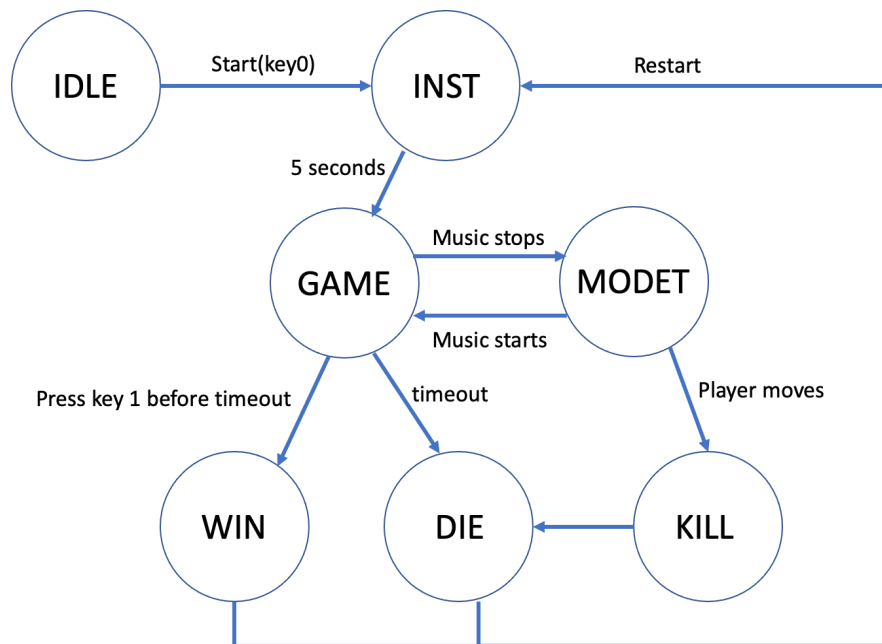 Start(key0)
Restart
IDLE
INST
5 seconds
Music stops
GAME
MODET
Music starts
Press key 1 before timeout
timeout
Player moves
WIN
DIE
KILL